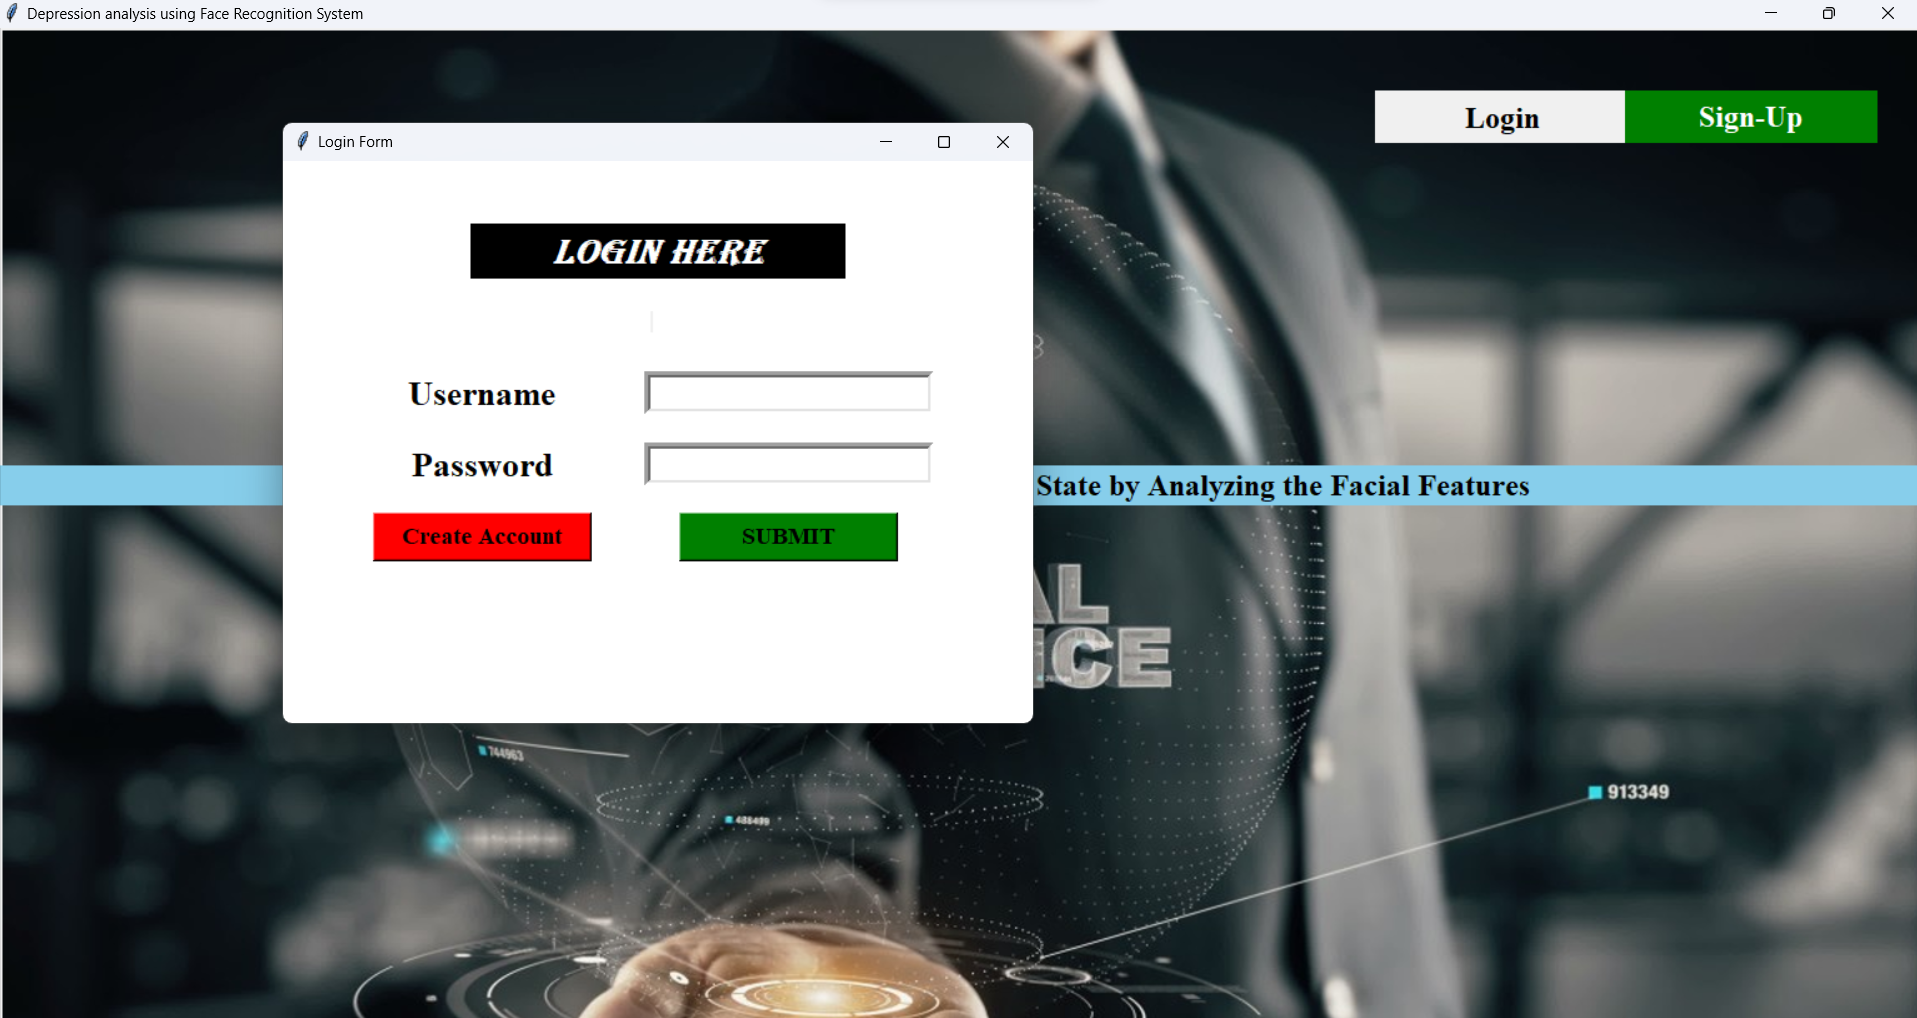 Depression analysis using Face Recognition System
Login
Sign-Up
Login Form
LOGIN HERE
Username
Password
State by Analyzing the Facial Features
Create Account
SUBMIT
AL
ICE
744963
913349